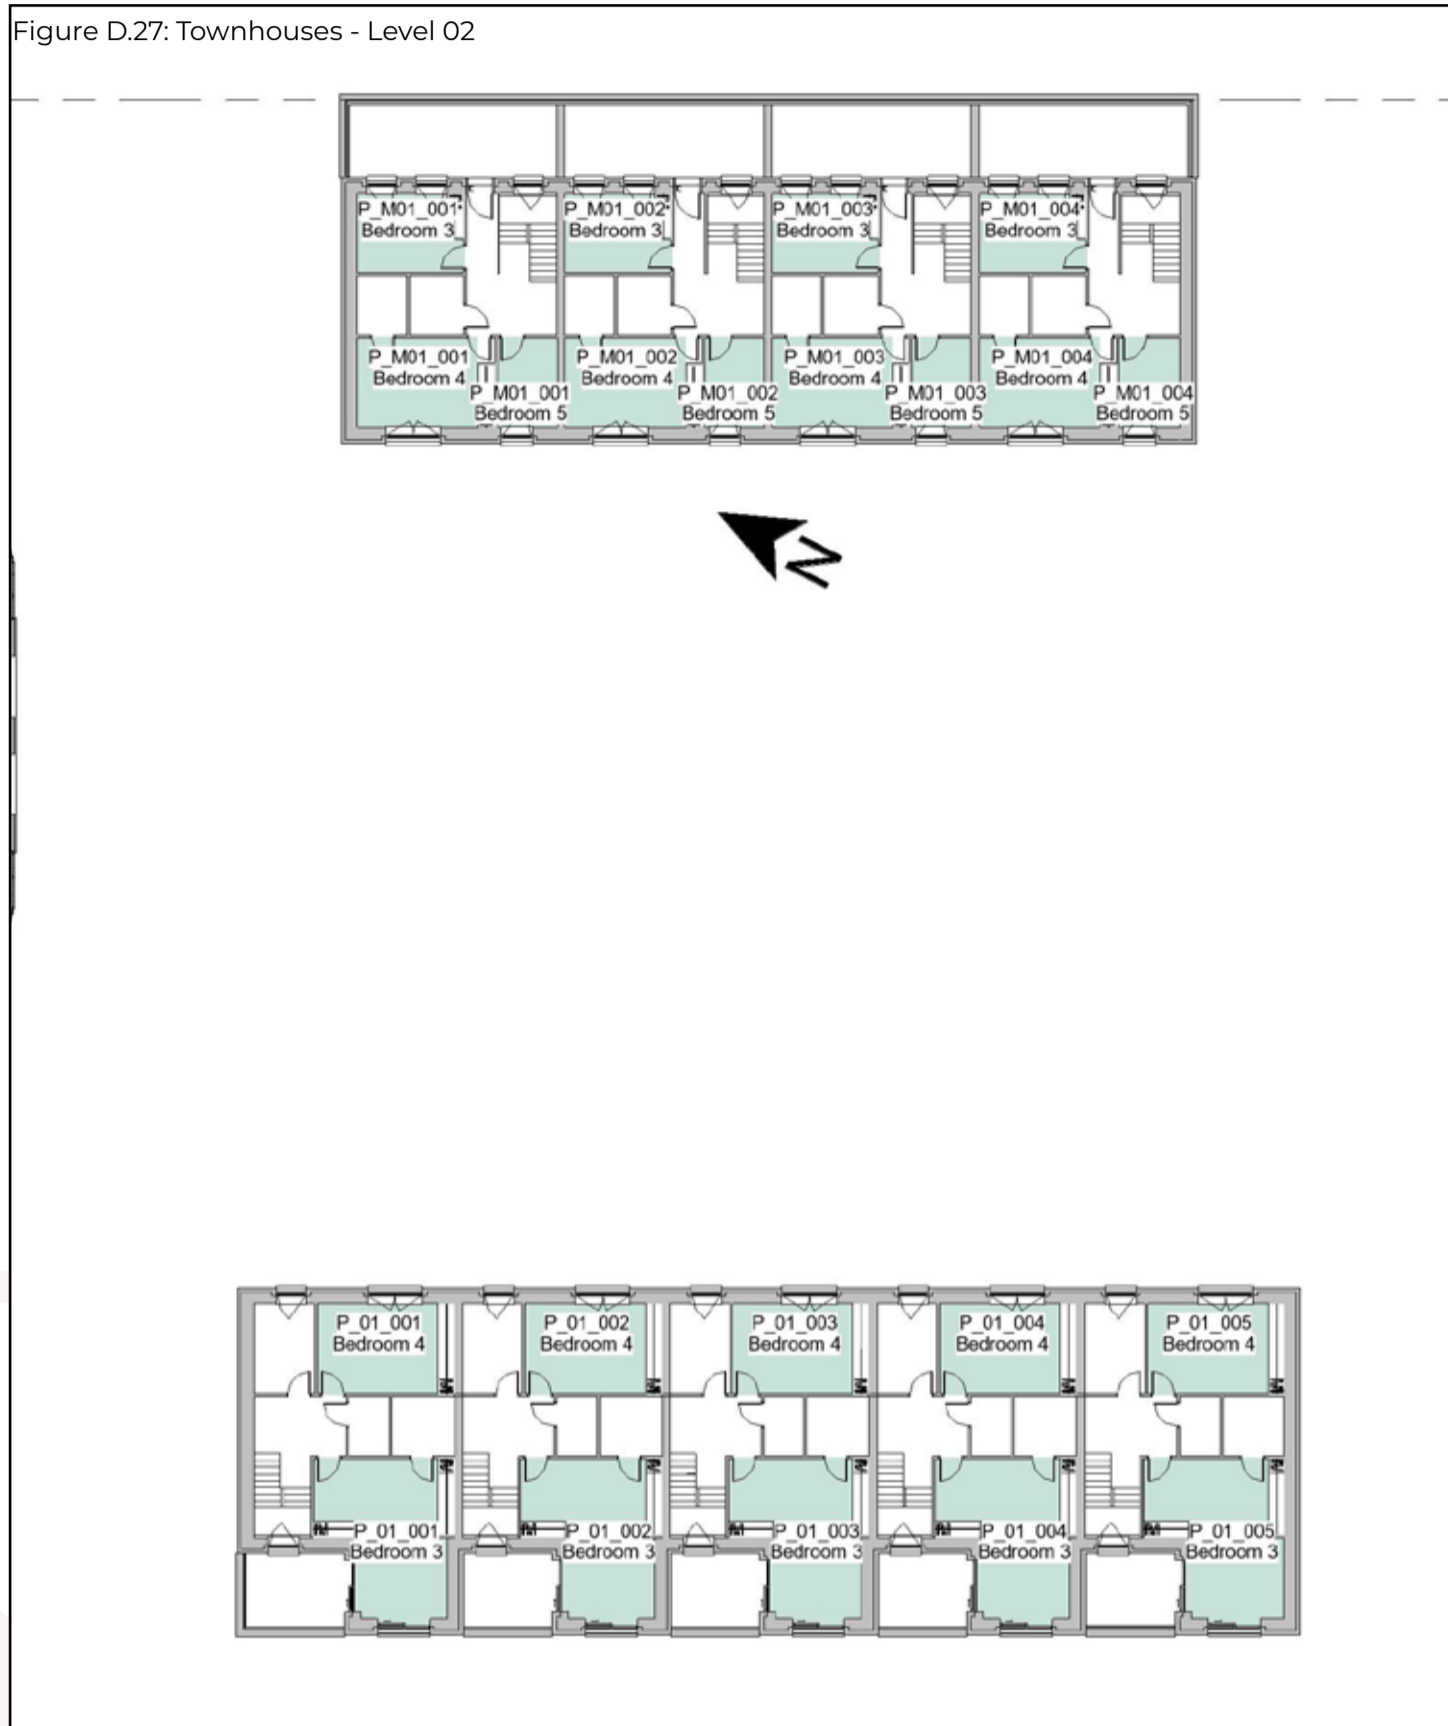 Figure D.27: Townhouses - Level 02
P_M01_001
Bedroom 3
P_M01_002
Bedroom 3
P_M01_003
Bedroom 3
P_M01_004
Bedroom 3
P_M01_001
Bedroom 4
P_M01_001
Bedroom 5
P_M01_002
Bedroom 4
P_M01_002
Bedroom 5
P_M01_003
Bedroom 4
P_M01_003
Bedroom 5
P_M01_004
Bedroom 4
P_M01_004
Bedroom 5
N
P_01_001
Bedroom 4
P_01_002
Bedroom 4
P_01_003
Bedroom 4
P_01_004
Bedroom 4
P_01_005
Bedroom 4
P_01_001
Bedroom 3
P_01_002
Bedroom 3
P_01_003
Bedroom 3
P_01_004
Bedroom 3
P_01_005
Bedroom 3